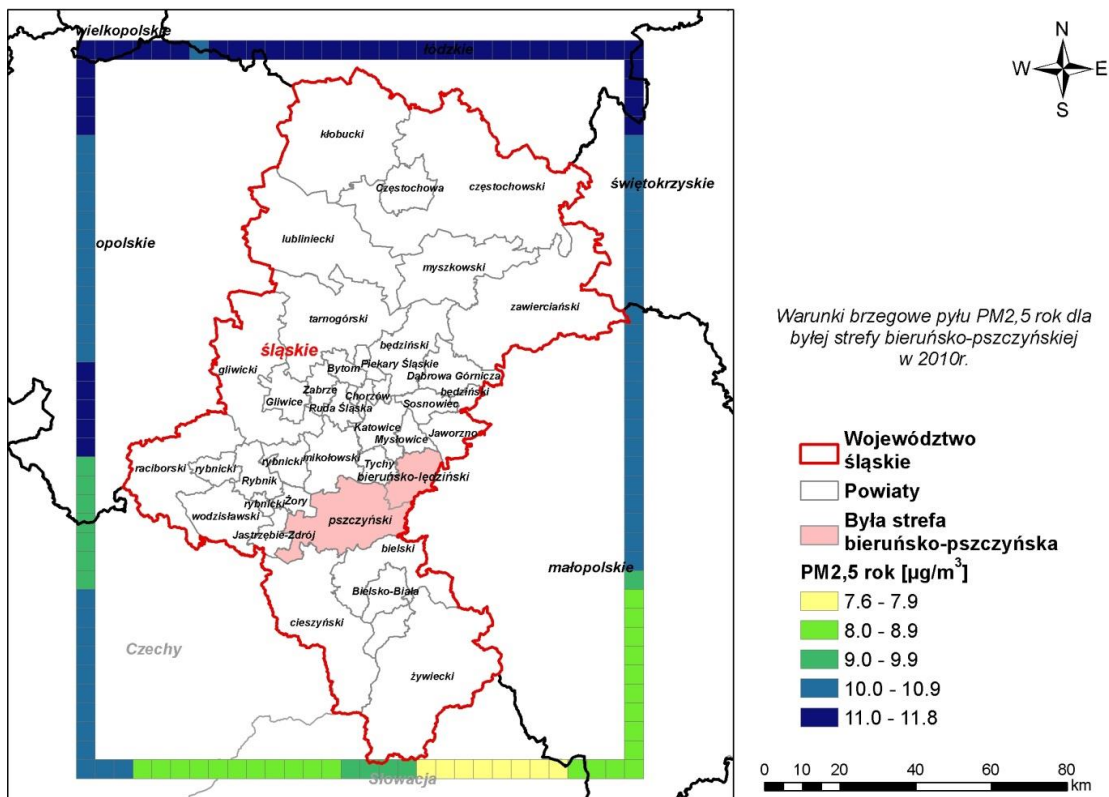 wielkopolskie
łódzkie
kłobucki
Częstochowa
częstochowski
świętokrzyskie
opolskie
lubliniecki
myszkowski
zawierciański
tarnogórski
będziński
śląskie
gliwicki
Bytom
Piekary Śląskie
Dąbrowa Górnicza
Zabrze
Chorzów
będziński
Gliwice
Ruda Śląska
Sosnowiec
Katowice
Mysłowice
Jaworzno
raciborski
rybnicki
rybnicki
mikołowski
Tychy
bieruńsko-lędziński
Rybnik
rybnicki
Żory
wodzisławski
pszczyński
Jastrzębie-Zdrój
bielski
małopolskie
Bielsko-Biała
cieszyński
Czechy
żywiecki
Słowacja
N
W E
S
Warunki brzegowe pyłu PM2,5 rok dla
byłej strefy bieruńsko-pszczyńskiej
w 2010r.
Województwo
śląskie
Powiaty
Była strefa
bieruńsko-pszczyńska
PM2,5 rok [µg/m³]
7.6 - 7.9
8.0 - 8.9
9.0 - 9.9
10.0 - 10.9
11.0 - 11.8
0 10 20 40 60 80
km